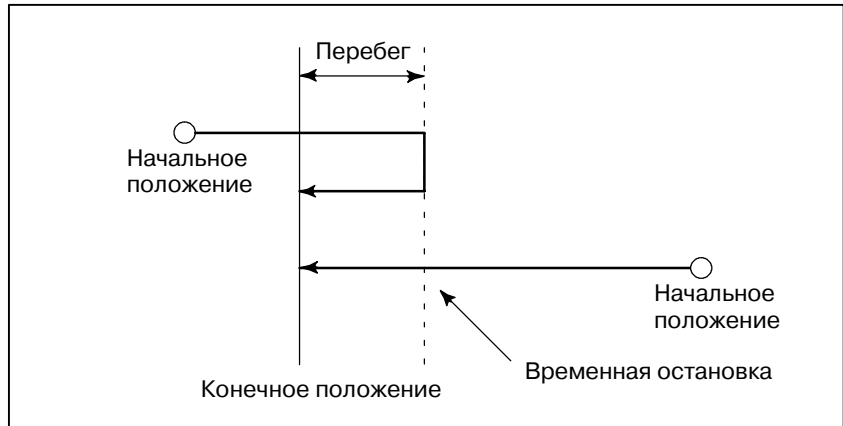 Перебег
Начальное
положение
Начальное
положение
Временная остановка
Конечное положение